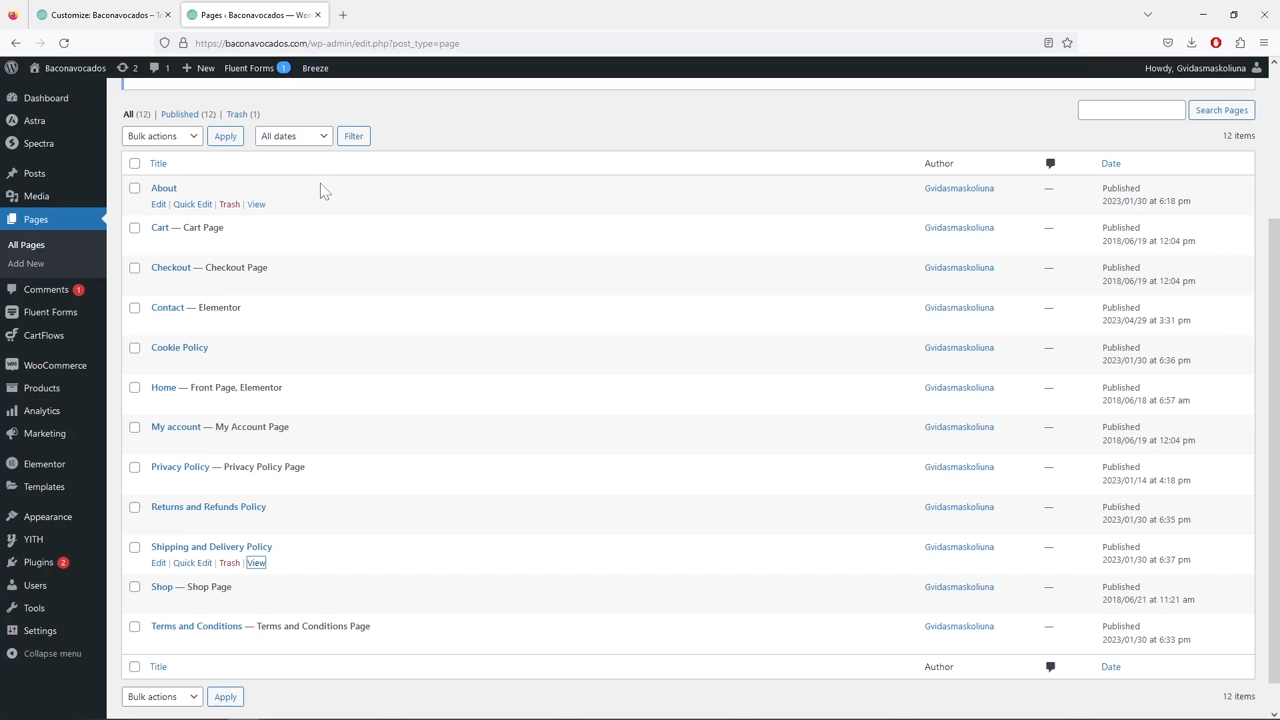 Customize: Baconavocados – To
Pages ‹ Baconavocados — Wor
https://baconavocados.com/wp-admin/edit.php?post_type=page
Baconavocados 2 1 New Fluent Forms 1 Breeze Howdy, Gvidasmaskoliuna
Dashboard
Astra
Spectra
Posts
Media
Pages
All Pages
Add New
Comments 1
Fluent Forms
CartFlows
WooCommerce
Products
Analytics
Marketing
Elementor
Templates
Appearance
YITH
Plugins 2
Users
Tools
Settings
Collapse menu
All (12) | Published (12) | Trash (1)
Search Pages
Bulk actions Apply All dates Filter 12 items
Title Author Date
About Gvidasmaskoliuna — Published
Edit | Quick Edit | Trash | View 2023/01/30 at 6:18 pm
Cart — Cart Page Gvidasmaskoliuna — Published
2018/06/19 at 12:04 pm
Checkout — Checkout Page Gvidasmaskoliuna — Published
2018/06/19 at 12:04 pm
Contact — Elementor Gvidasmaskoliuna — Published
2023/04/29 at 3:31 pm
Cookie Policy Gvidasmaskoliuna — Published
2023/01/30 at 6:36 pm
Home — Front Page, Elementor Gvidasmaskoliuna — Published
2018/06/18 at 6:57 am
My account — My Account Page Gvidasmaskoliuna — Published
2018/06/19 at 12:04 pm
Privacy Policy — Privacy Policy Page Gvidasmaskoliuna — Published
2023/01/14 at 4:18 pm
Returns and Refunds Policy Gvidasmaskoliuna — Published
2023/01/30 at 6:35 pm
Shipping and Delivery Policy Gvidasmaskoliuna — Published
Edit | Quick Edit | Trash | View 2023/01/30 at 6:37 pm
Shop — Shop Page Gvidasmaskoliuna — Published
2018/06/21 at 11:21 am
Terms and Conditions — Terms and Conditions Page Gvidasmaskoliuna — Published
2023/01/30 at 6:33 pm
Title Author Date
Bulk actions Apply 12 items